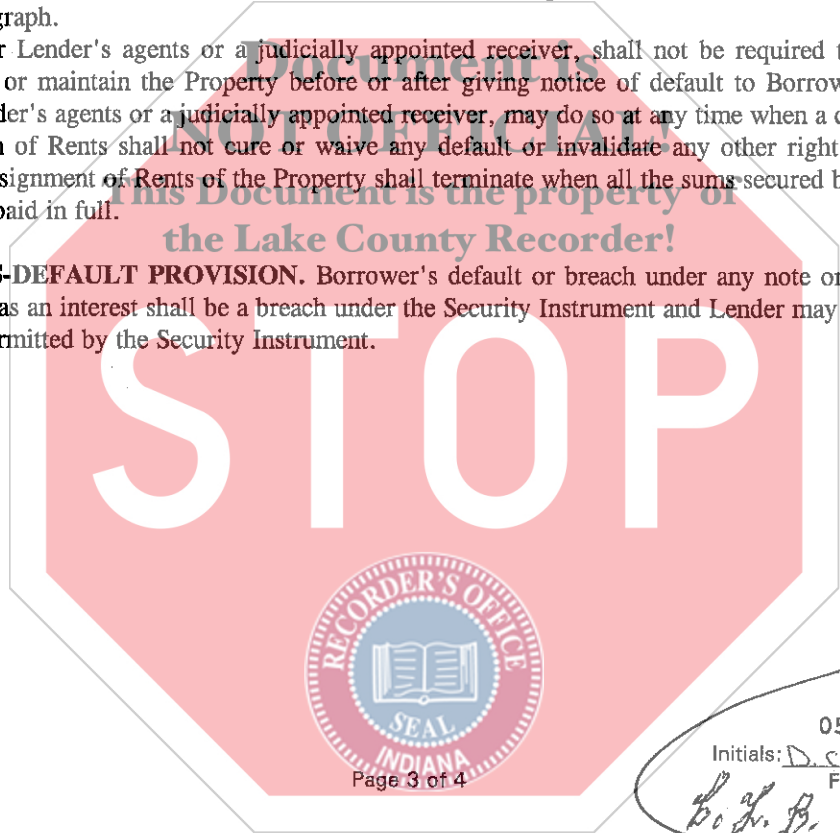 graph.
r Lender's agents or a judicially appointed receiver, shall not be required
or maintain the Property before or after giving notice of default to Borrow
der's agents or a judicially appointed receiver, may do so at any time when a
n of Rents shall not cure or waive any default or invalidate any other right
signment of Rents of the Property shall terminate when all the sums secured b
paid in full.
Document is
NOT OFFICIAL!
This Document is the property of
the Lake County Recorder!
S-DEFAULT PROVISION. Borrower's default or breach under any note or
as an interest shall be a breach under the Security Instrument and Lender may
rmitted by the Security Instrument.
STOP
RECORDER'S OFFICE
SEAL
INDIANA
Page 3 of 4
05
Initials: D. C
F